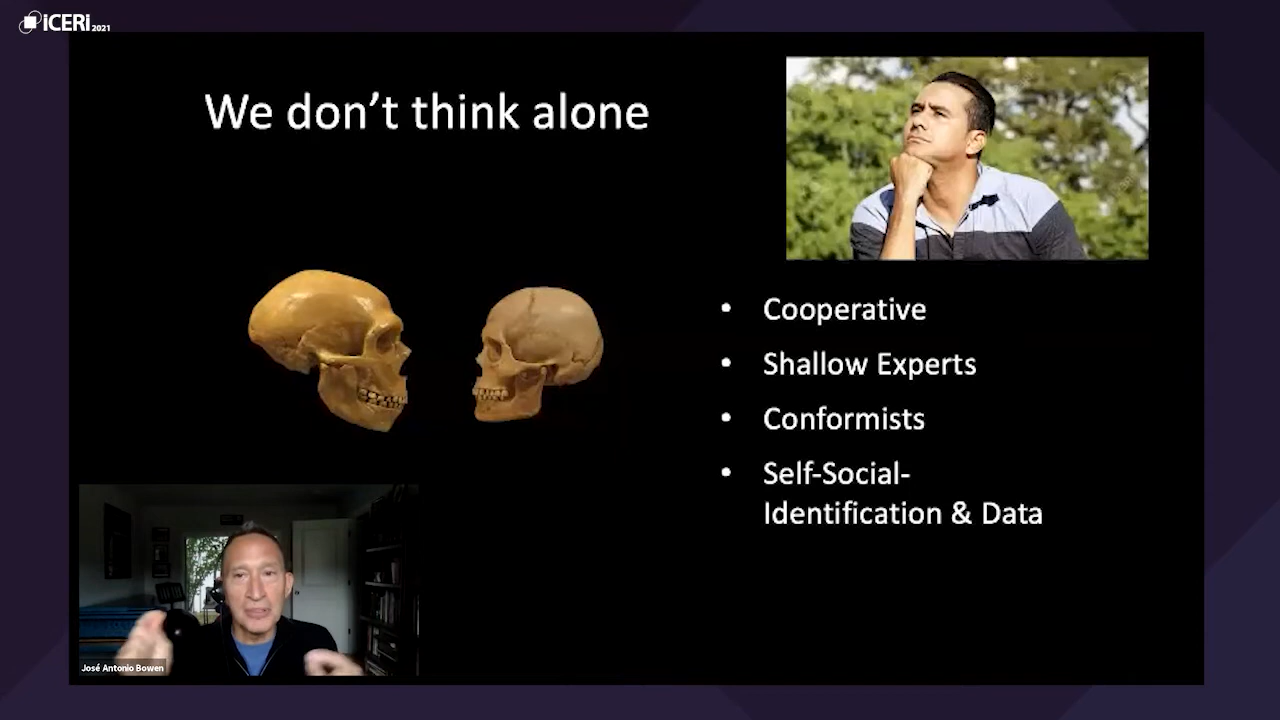 iCERi 2021
We don't think alone
• Cooperative
• Shallow Experts
• Conformists
• Self-Social-
Identification & Data
José Antonio Bowen